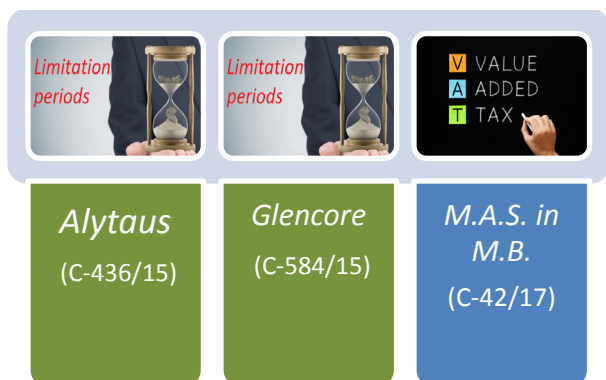 Limitation
periods
Limitation
periods
V VALUE
A ADDED
T TAX
Alytaus
(C-436/15)
Glencore
(C-584/15)
M.A.S. in
M.B.
(C-42/17)